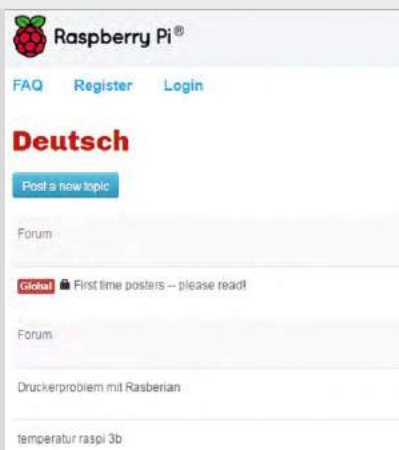 Raspberry Pi®
FAQ Register Login
Deutsch
Post a new topic
Forum
Global First time posters -- please read!
Forum
Druckerproblem mit Rasberian
temperatur raspi 3b